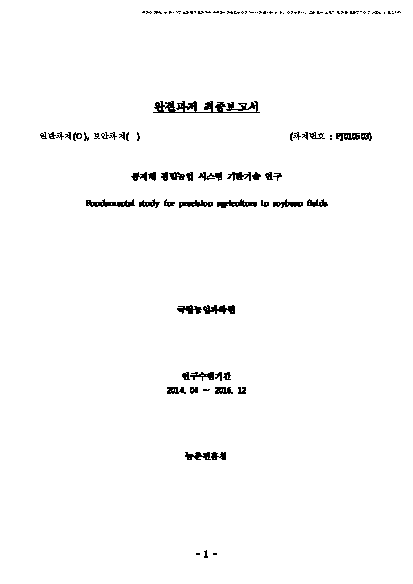 완결과제 최종보고서
일반과제(O), 보안과제(  ) (과제번호 : PJ010503)
콩재배 정밀농업 시스템 기반기술 연구
Fundamental study for precision agriculture in soybean fields
국립농업과학원
연구수행기간
2014. 04 ~ 2016. 12
농촌진흥청
- 1 -